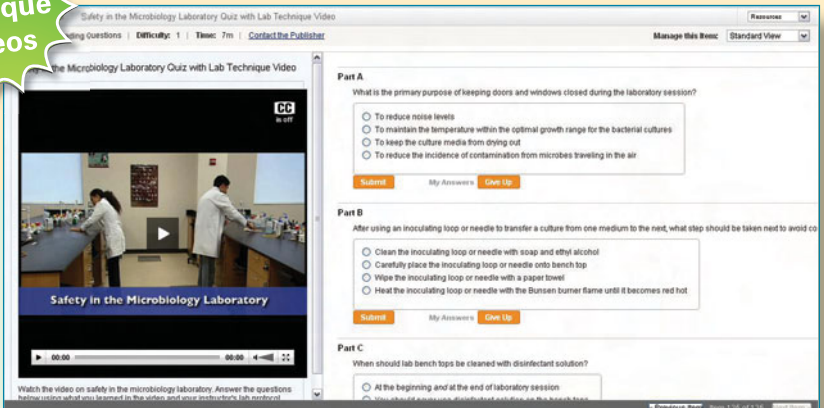 que
eos
Safety in the Microbiology Laboratory Quiz with Lab Technique Video
Resources
ding Questions | Difficulty: 1 | Time: 7m | Contact the Publisher
Manage this Item: Standard View
the Microbiology Laboratory Quiz with Lab Technique Video
CC
is off
Safety in the Microbiology Laboratory
00:00
00:00
Watch the video on safety in the microbiology laboratory. Answer the questions
below using what you learned in the video and your instructor's lab protocol
Part A
What is the primary purpose of keeping doors and windows closed during the laboratory session?
To reduce noise levels
To maintain the temperature within the optimal growth range for the bacterial cultures
To keep the culture media from drying out
To reduce the incidence of contamination from microbes traveling in the air
Submit My Answers Give Up
Part B
After using an inoculating loop or needle to transfer a culture from one medium to the next, what step should be taken next to avoid co
Clean the inoculating loop or needle with soap and ethyl alcohol
Carefully place the inoculating loop or needle onto bench top
Wipe the inoculating loop or needle with a paper towel
Heat the inoculating loop or needle with the Bunsen burner flame until it becomes red hot
Submit My Answers Give Up
Part C
When should lab bench tops be cleaned with disinfectant solution?
At the beginning and at the end of laboratory session